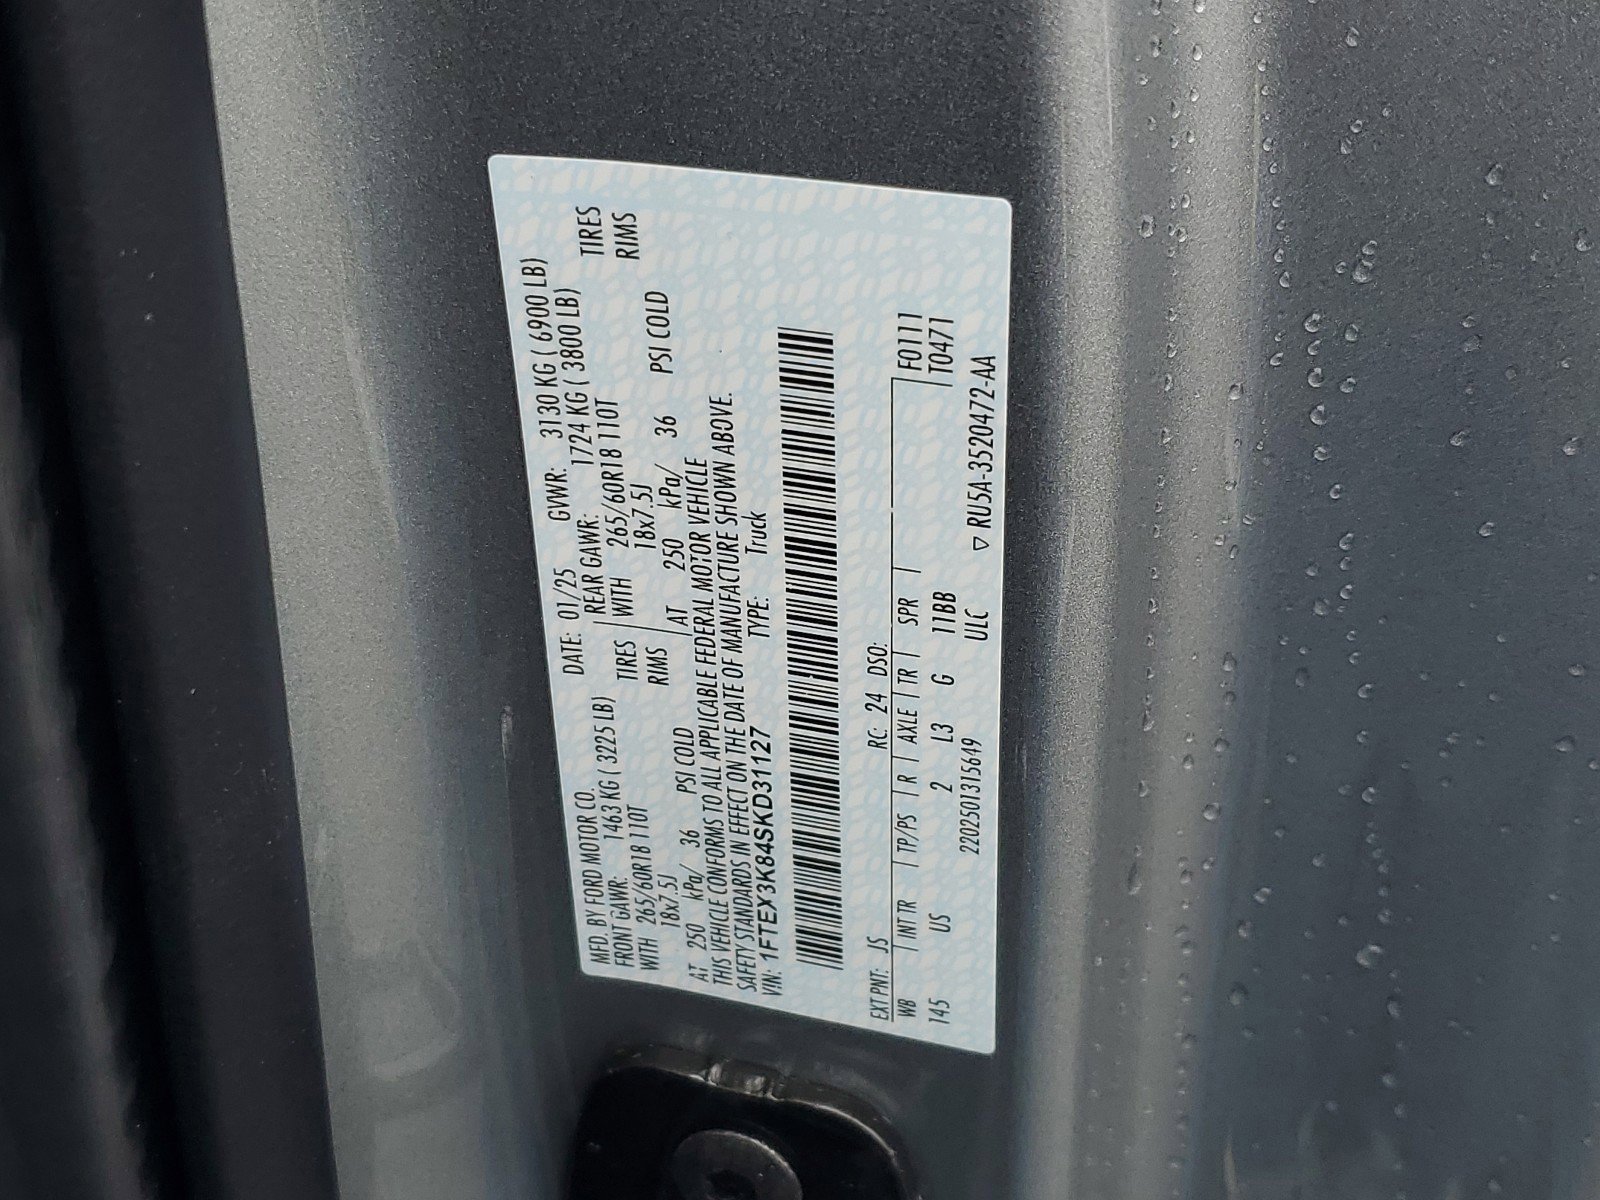 MFD. BY FORD MOTOR CO.
DATE: 01/25 GVWR: 3130 KG ( 6900 LB)
FRONT GAWR: 1463 KG ( 3225 LB) REAR GAWR: 1724 KG ( 3800 LB)
WITH 265/60R18 110T TIRES WITH 265/60R18 110T TIRES
18x7.5J RIMS 18x7.5J RIMS
AT 250 kPa/ 36 PSI COLD AT 250 kPa/ 36 PSI COLD
THIS VEHICLE CONFORMS TO ALL APPLICABLE FEDERAL MOTOR VEHICLE
SAFETY STANDARDS IN EFFECT ON THE DATE OF MANUFACTURE SHOWN ABOVE.
VIN: 1FTEX3K84SKD31127 TYPE: Truck
EXT PNT: JS RC: 24 DSO:
WB INT TR TP/PS R AXLE TR SPR F0111
145 US 2 L3 G 11BB T0471
2202501315649 ULC ▽ RU5A-3520472-AA